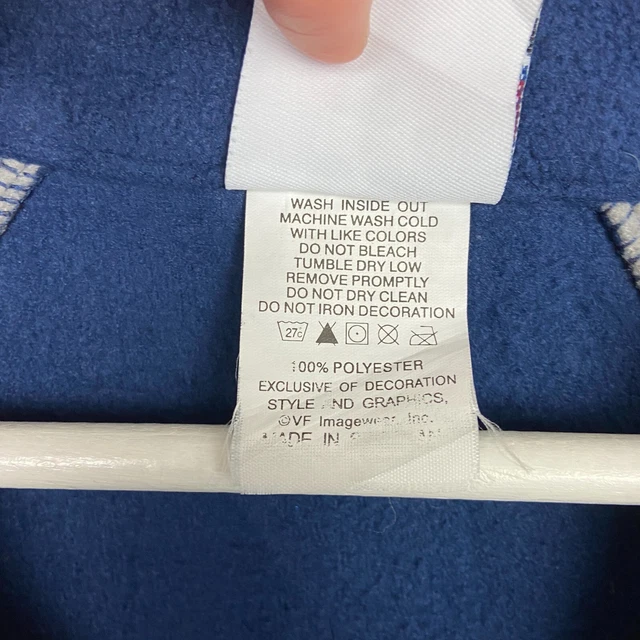 WASH INSIDE OUT
MACHINE WASH COLD
WITH LIKE COLORS
DO NOT BLEACH
TUMBLE DRY LOW
REMOVE PROMPTLY
DO NOT DRY CLEAN
DO NOT IRON DECORATION
27c
100% POLYESTER
EXCLUSIVE OF DECORATION
STYLE AND GRAPHICS,
©VF Imagewear, Inc.
MADE IN